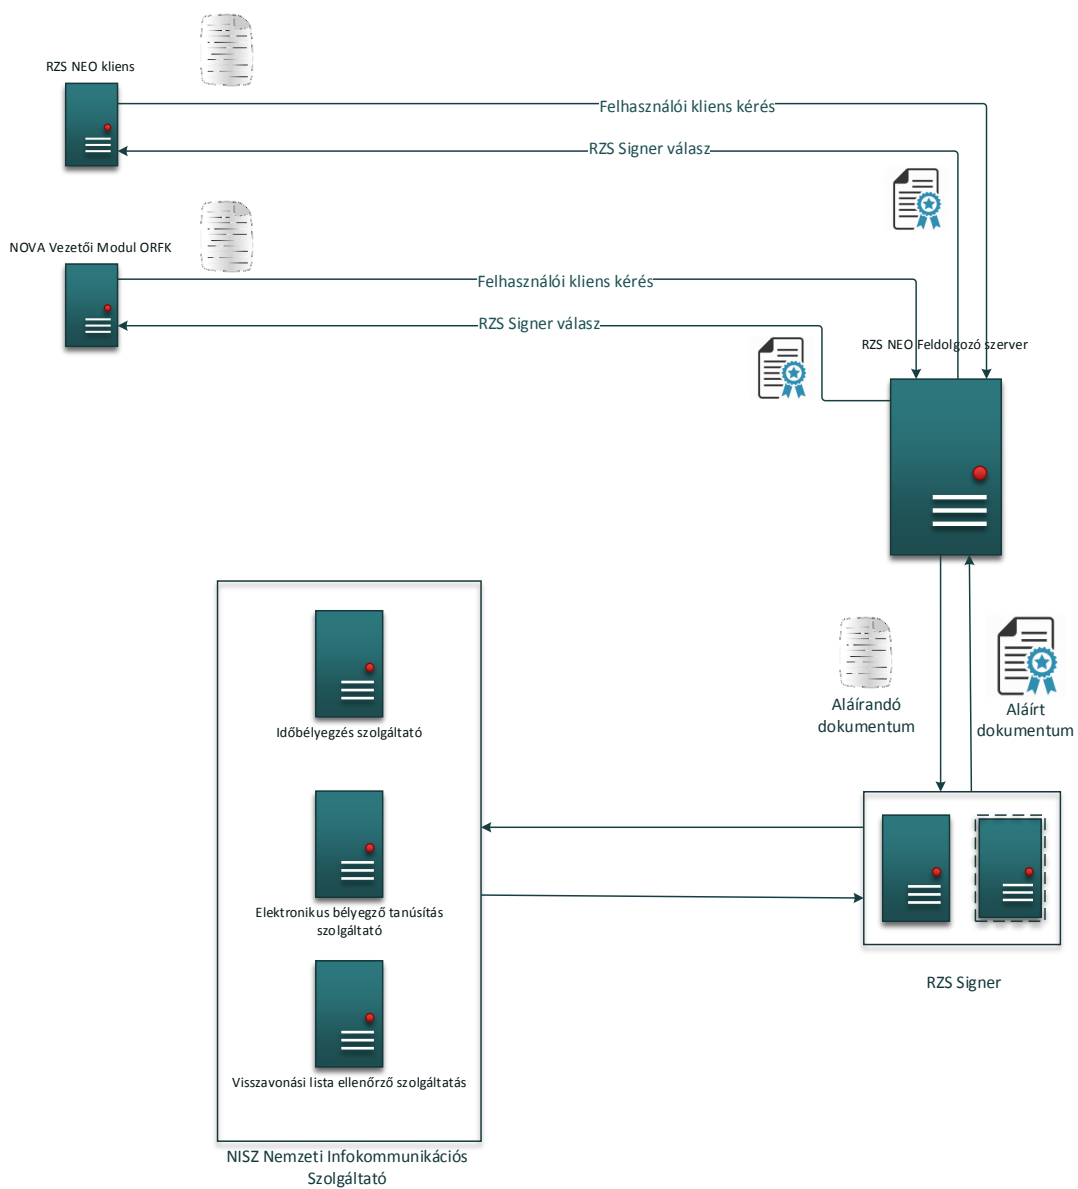 RZS NEO kliens
Felhasználói kliens kérés
RZS Signer válasz
NOVA Vezetői Modul ORFK
Felhasználói kliens kérés
RZS Signer válasz
RZS NEO Feldolgozó szerver
Aláírandó
dokumentum
Aláírt
dokumentum
Időbélyegzés szolgáltató
Elektronikus bélyegző tanúsítás
szolgáltató
RZS Signer
Visszavonási lista ellenőrző szolgáltatás
NISZ Nemzeti Infokommunikációs
Szolgáltató